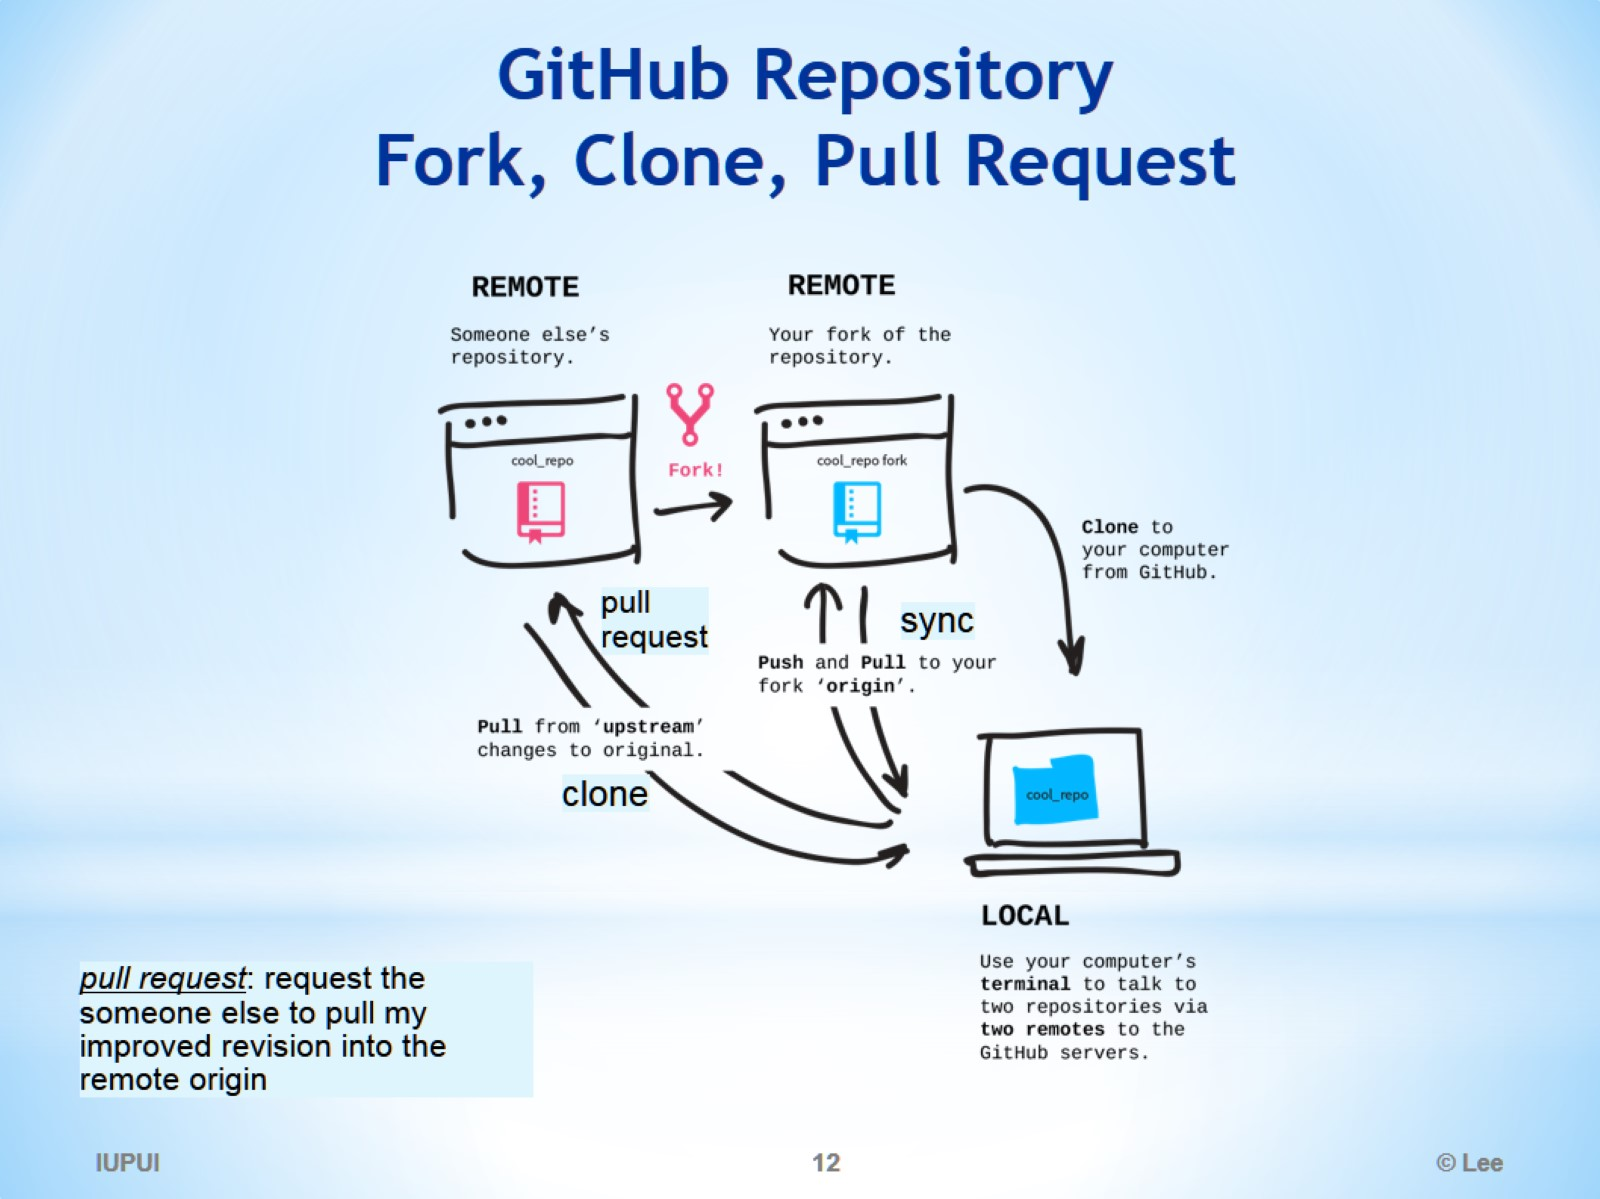 GitHub Repository
Fork, Clone, Pull Request
REMOTE
Someone else’s
repository.
REMOTE
Your fork of the
repository.
cool_repo
Fork!
cool_repo fork
Clone to
your computer
from GitHub.
pull
request
sync
Push and Pull to your
fork ‘origin’.
Pull from ‘upstream’
changes to original.
clone
cool_repo
LOCAL
Use your computer’s
terminal to talk to
two repositories via
two remotes to the
GitHub servers.
pull request: request the
someone else to pull my
improved revision into the
remote origin
IUPUI
12
© Lee